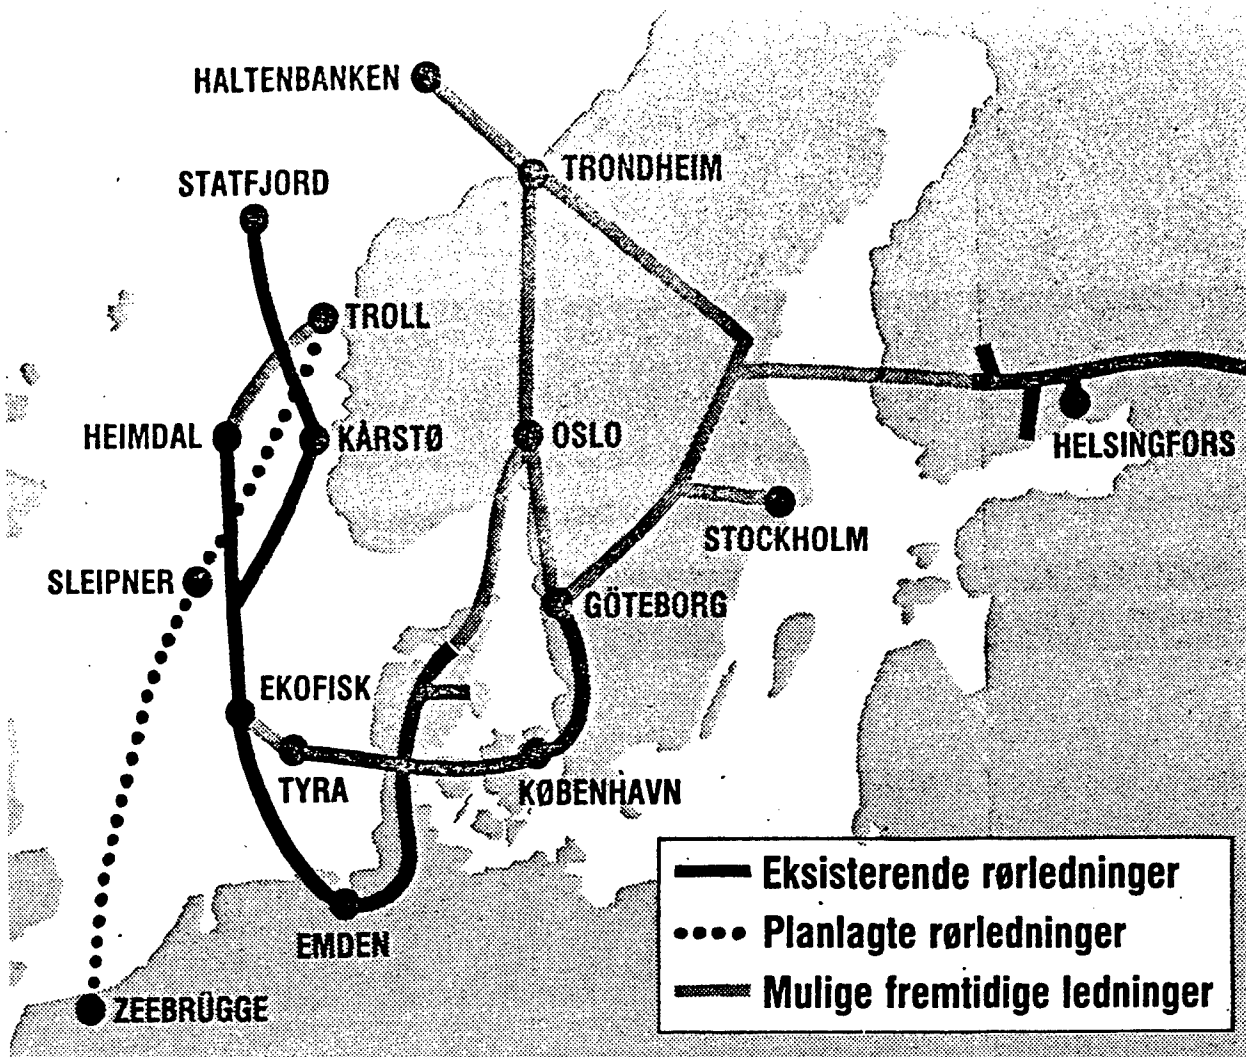 HALTENBANKEN
TRONDHEIM
STATFJORD
TROLL
HEIMDAL
KÅRSTØ
OSLO
HELSINGFORS
STOCKHOLM
SLEIPNER
GÖTEBORG
EKOFISK
TYRA
KØBENHAVN
EMDEN
ZEEBRÜGGE
Eksisterende rørledninger
Planlagte rørledninger
Mulige fremtidige ledninger